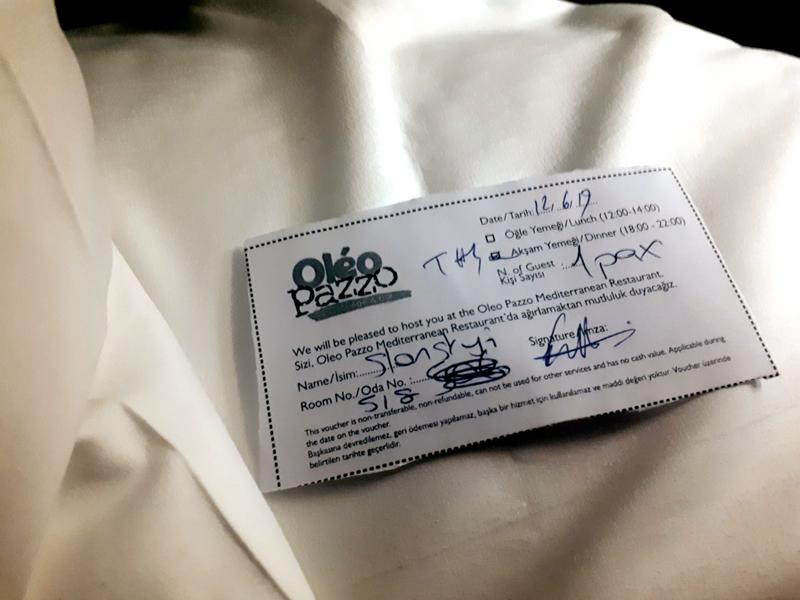 Oléo
pazzo
Date/Tarih: 12.6.19
Öğle Yemeği/Lunch (12:00-14:00)
Akşam Yemeği/Dinner (18:00 - 22:00)
N. of Guest
Kişi Sayısı 1 pax
We will be pleased to host you at the Oleo Pazzo Mediterranean Restaurant.
Sizi, Oleo Pazzo Mediterranean Restaurant'da ağırlamaktan mutluluk duyacağız.
Name/İsim:
Signature/İmza:
Room No./Oda No. :
518
This voucher is non-transferable, non-refundable, can not be used for other services and has no cash value. Applicable during
the date on the voucher.
Başkasına devredilemez, geri ödemesi yapılamaz, başka bir hizmet için kullanılamaz ve maddi değeri yoktur. Voucher üzerinde
belirtilen tarihte geçerlidir.